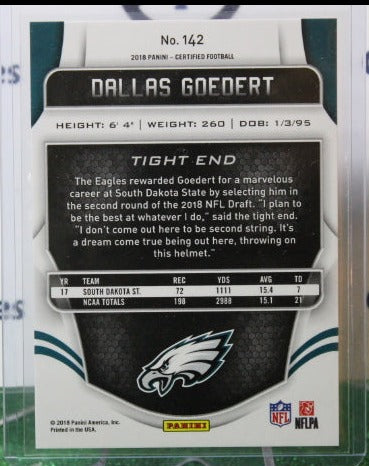 No. 142
2018 PANINI - CERTIFIED FOOTBALL
DALLAS GOEDERT
HEIGHT: 6' 4" | WEIGHT: 260 | DOB: 1/3/95
TIGHT END
The Eagles rewarded Goedert for a marvelous
career at South Dakota State by selecting him in
the second round of the 2018 NFL Draft. "I plan to
be the best at whatever I do," said the tight end.
"I don't come out here to be second string. It's
a dream come true being out here, throwing on
this helmet."
YR TEAM REC YDS AVG TD
17 SOUTH DAKOTA ST. 72 1111 15.4 7
NCAA TOTALS 198 2988 15.1 21
© 2018 Panini America, Inc.
Printed in the USA.
PANINI
NFL
NFLPA